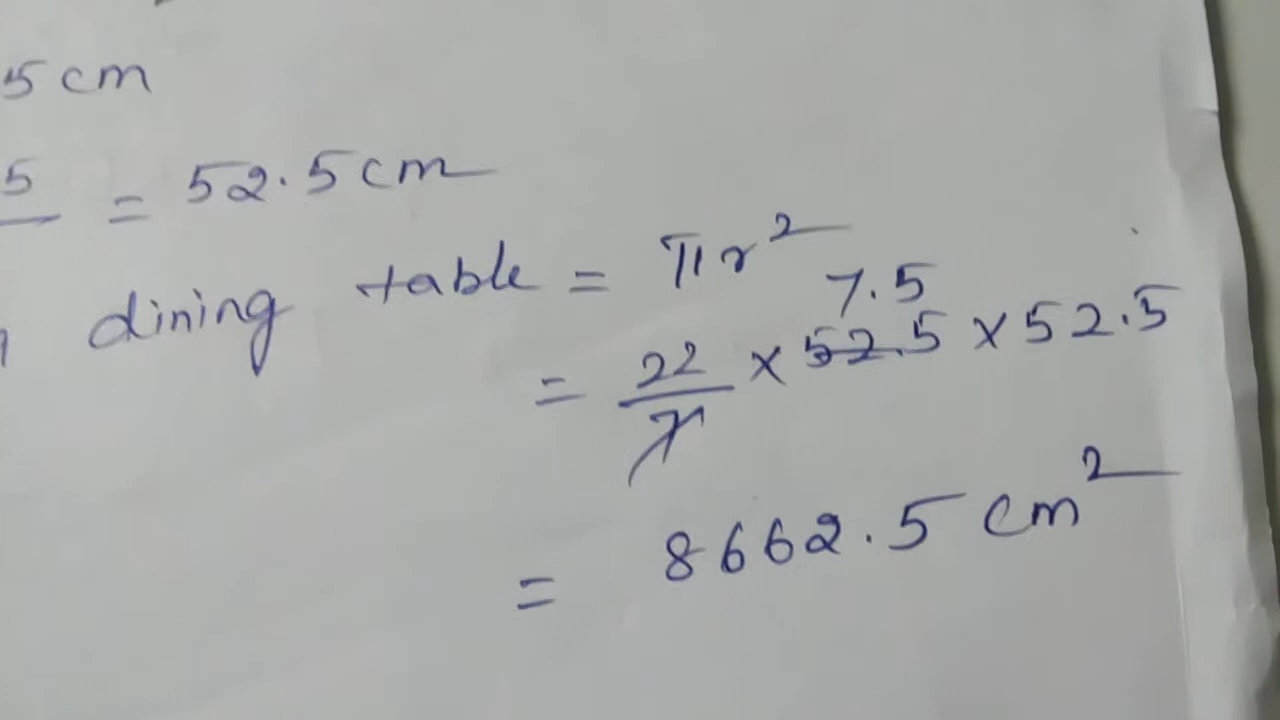 5 cm
5 = 52.5 cm
dining table = πr²
7.5
= 22/7 × 52.5 × 52.5
= 8662.5 cm²